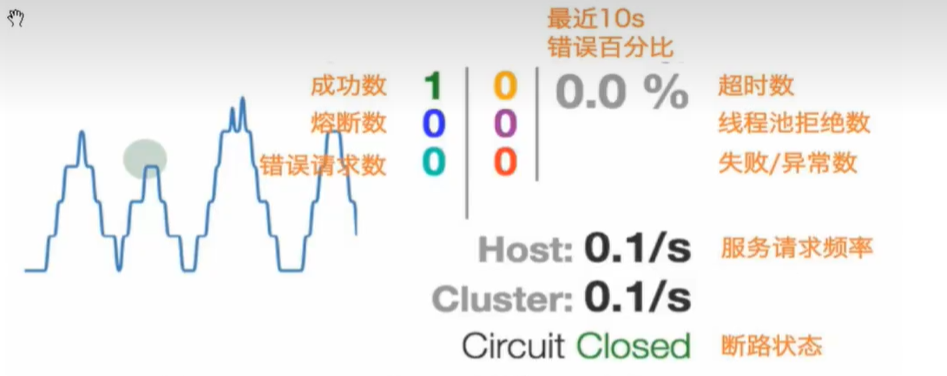 最近10s
错误百分比
成功数 1 0 0.0 % 超时数
熔断数 0 0 线程池拒绝数
错误请求数 0 0 失败/异常数
Host: 0.1/s 服务请求频率
Cluster: 0.1/s
Circuit Closed 断路状态